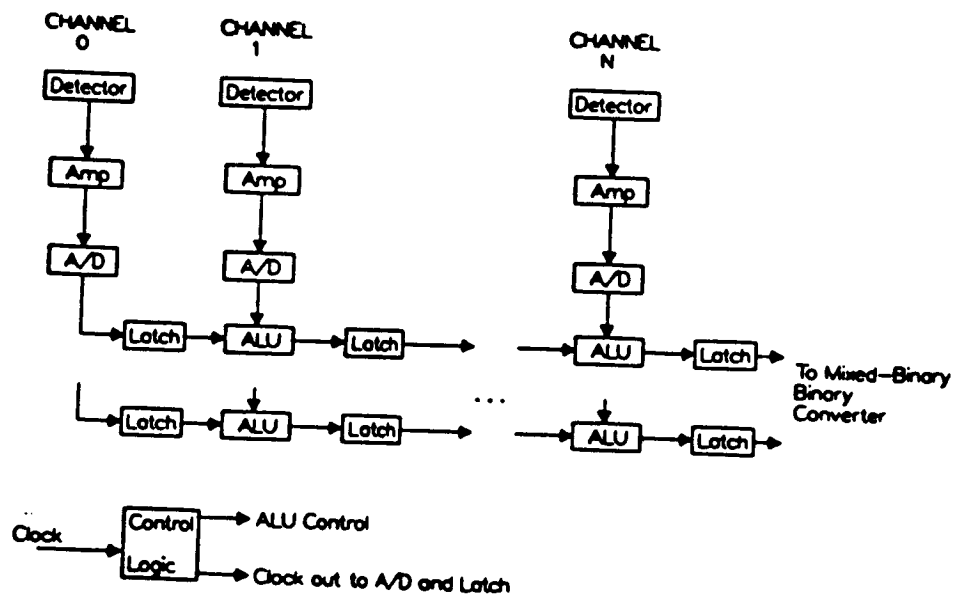 CHANNEL
0
CHANNEL
1
CHANNEL
N
Detector
Detector
Detector
Amp
Amp
Amp
A/D
A/D
A/D
Latch
ALU
Latch
ALU
Latch
To Mixed-Binary
Binary
Converter
...
Latch
ALU
Latch
ALU
Latch
Clock
Control
Logic
ALU Control
Clock out to A/D and Latch